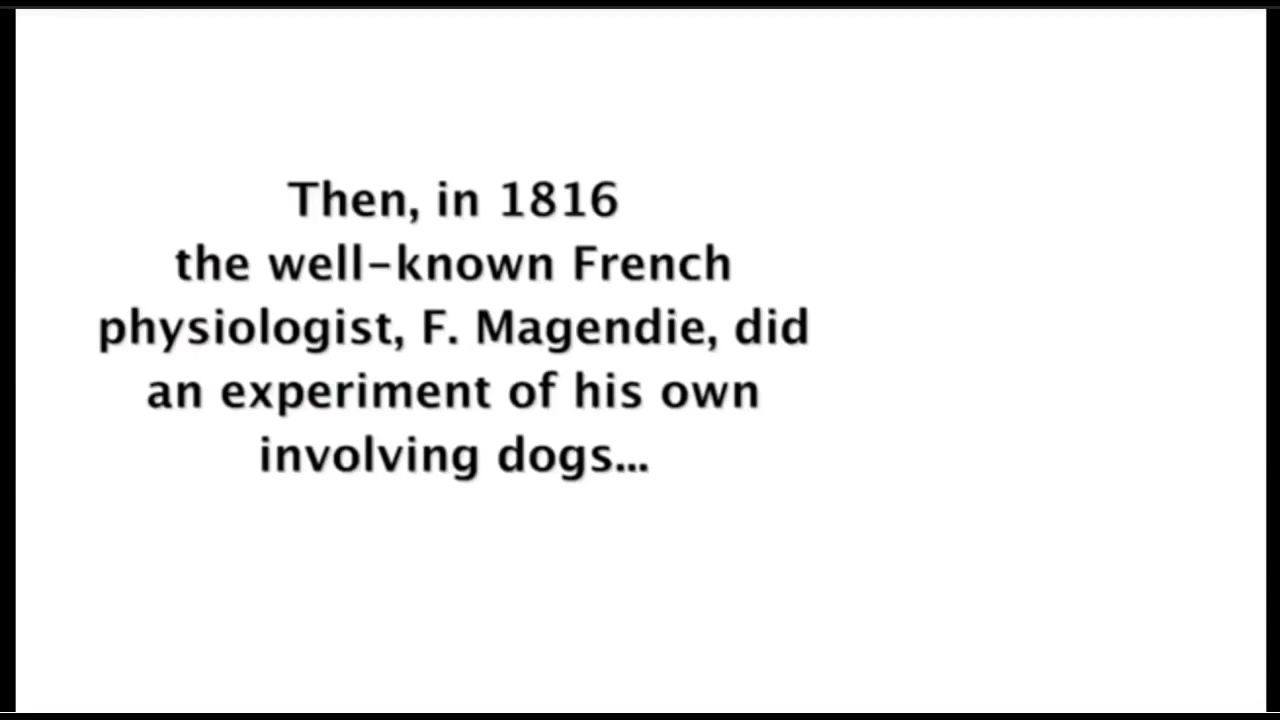 Then, in 1816
the well-known French
physiologist, F. Magendie, did
an experiment of his own
involving dogs...